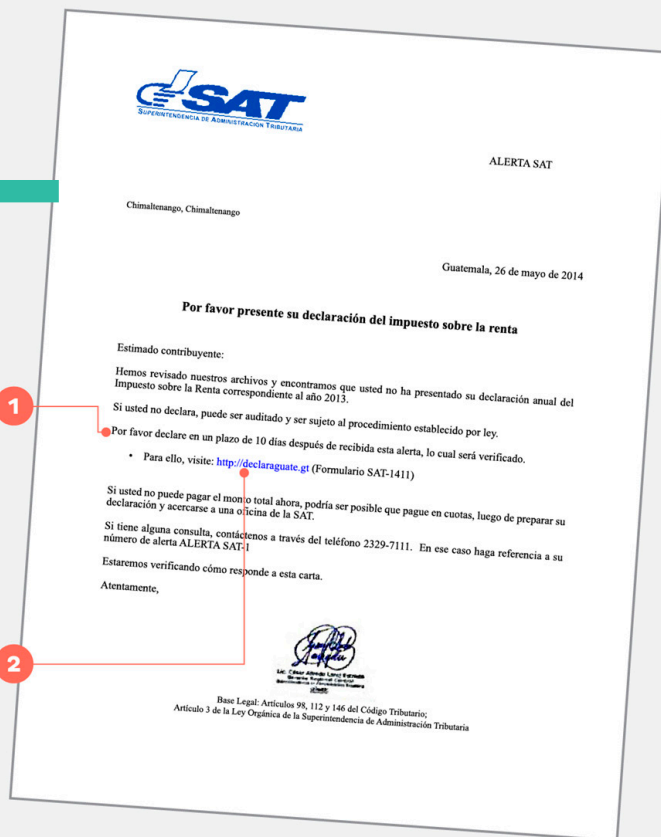 SAT
SUPERINTENDENCIA DE ADMINISTRACIÓN TRIBUTARIA
ALERTA SAT
Chimaltenango, Chimaltenango
Guatemala, 26 de mayo de 2014
Por favor presente su declaración del impuesto sobre la renta
Estimado contribuyente:
Hemos revisado nuestros archivos y encontramos que usted no ha presentado su declaración anual del
Impuesto sobre la Renta correspondiente al año 2013.
Si usted no declara, puede ser auditado y ser sujeto al procedimiento establecido por ley.
1
Por favor declare en un plazo de 10 días después de recibida esta alerta, lo cual será verificado.
• Para ello, visite: http://declaraguate.gt (Formulario SAT-1411)
Si usted no puede pagar el monto total ahora, podría ser posible que pague en cuotas, luego de preparar su
declaración y acercarse a una oficina de la SAT.
Si tiene alguna consulta, contáctenos a través del teléfono 2329-7111. En ese caso haga referencia a su
número de alerta ALERTA SAT-1
Estaremos verificando cómo responde a esta carta.
Atentamente,
2
Base Legal: Artículos 98, 112 y 146 del Código Tributario;
Artículo 3 de la Ley Orgánica de la Superintendencia de Administración Tributaria